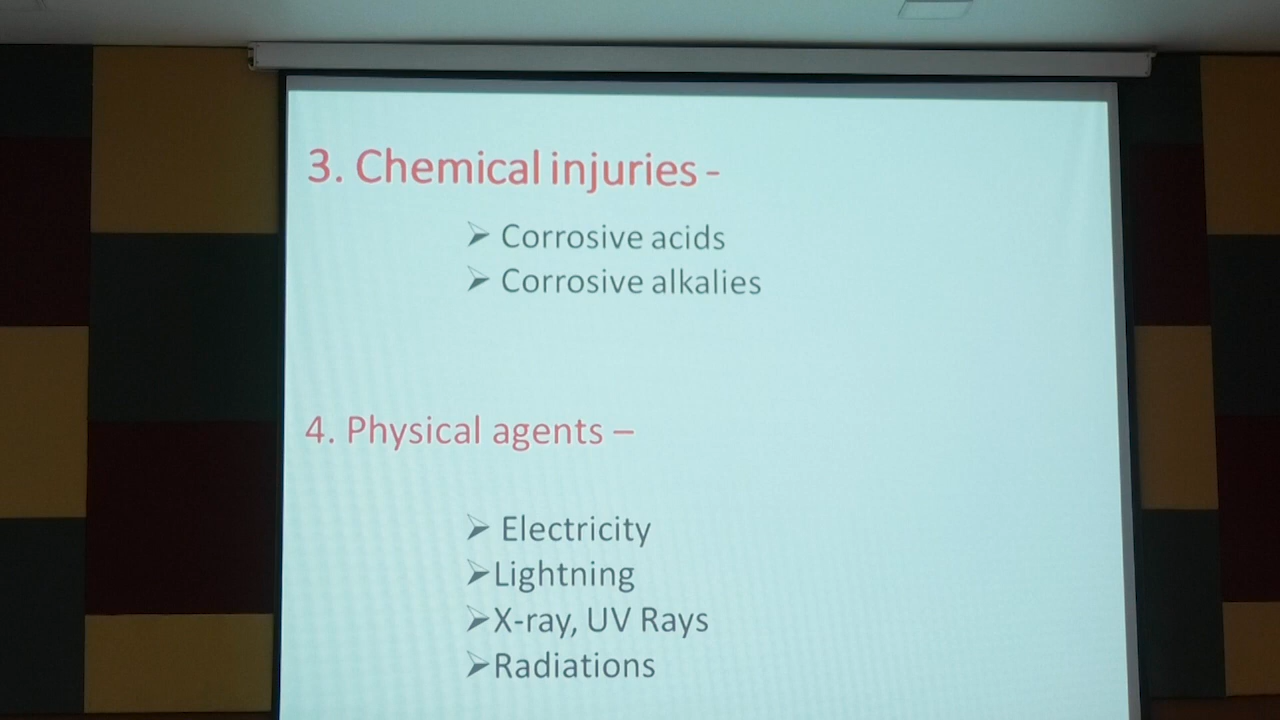 3. Chemical injuries -
➢ Corrosive acids
➢ Corrosive alkalies
4. Physical agents –
➢ Electricity
➢Lightning
➢X-ray, UV Rays
➢Radiations